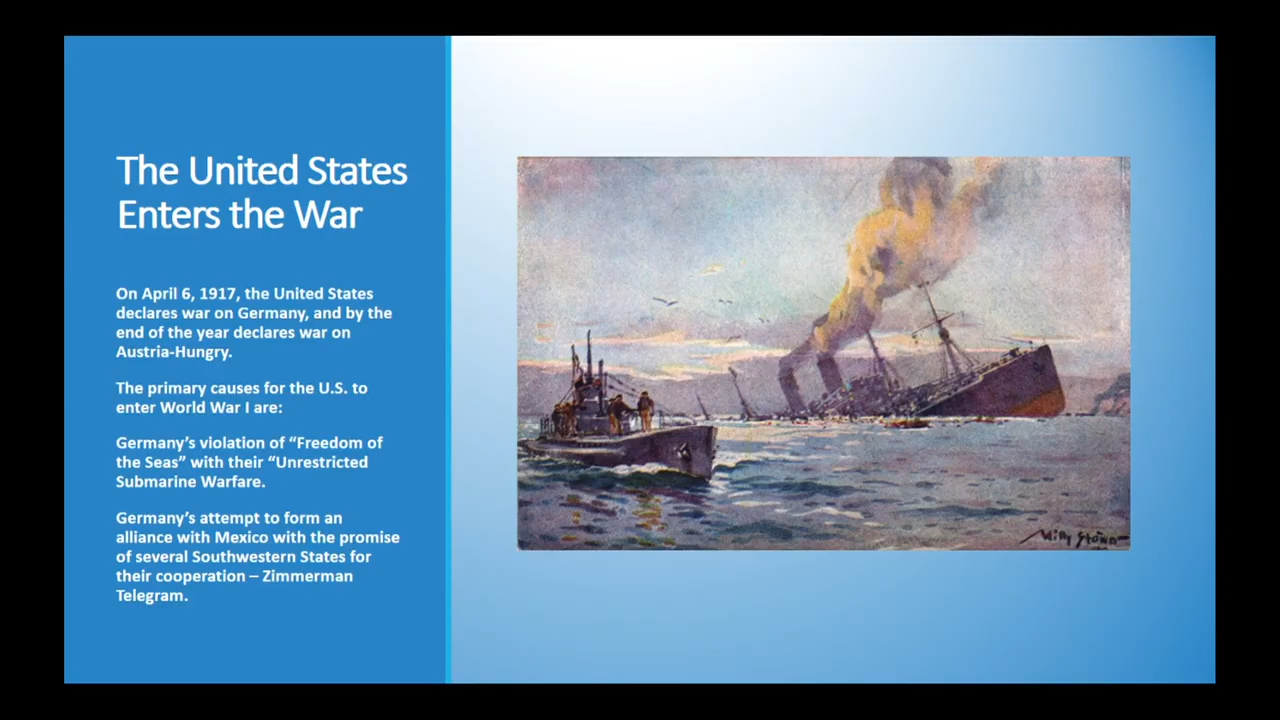 The United States
Enters the War
On April 6, 1917, the United States
declares war on Germany, and by the
end of the year declares war on
Austria-Hungry.
The primary causes for the U.S. to
enter World War I are:
Germany’s violation of “Freedom of
the Seas” with their “Unrestricted
Submarine Warfare.
Germany’s attempt to form an
alliance with Mexico with the promise
of several Southwestern States for
their cooperation – Zimmerman
Telegram.
Willy Stöwer